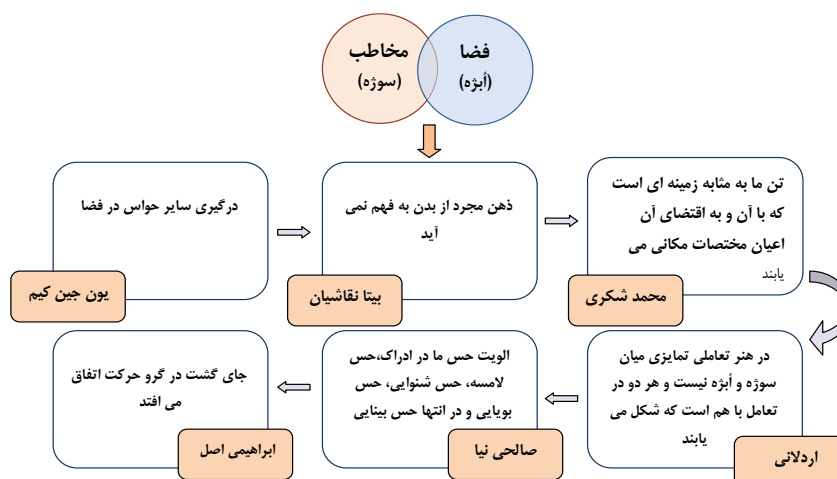 فضا
(اُبژه)
مخاطب
(سوژه)
تن ما به مثابه زمینه ای است
که با آن و به اقتضای آن
اعیان مختصات مکانی می
یابند
محمد شکری
ذهن مجرد از بدن به فهم نمی
آید
بیتا نقاشیان
درگیری سایر حواس در فضا
یون جین کیم
در هنر تعاملی تمایزی میان
سوژه و اُبژه نیست و هر دو در
تعامل با هم است که شکل می
یابند
اردلانی
الویت حس ما در ادراک،حس
لامسه، حس شنوایی، حس
بویایی و در انتها حس بینایی
صالحی نیا
جای گشت در گرو حرکت اتفاق
می افتد
ابراهیمی اصل